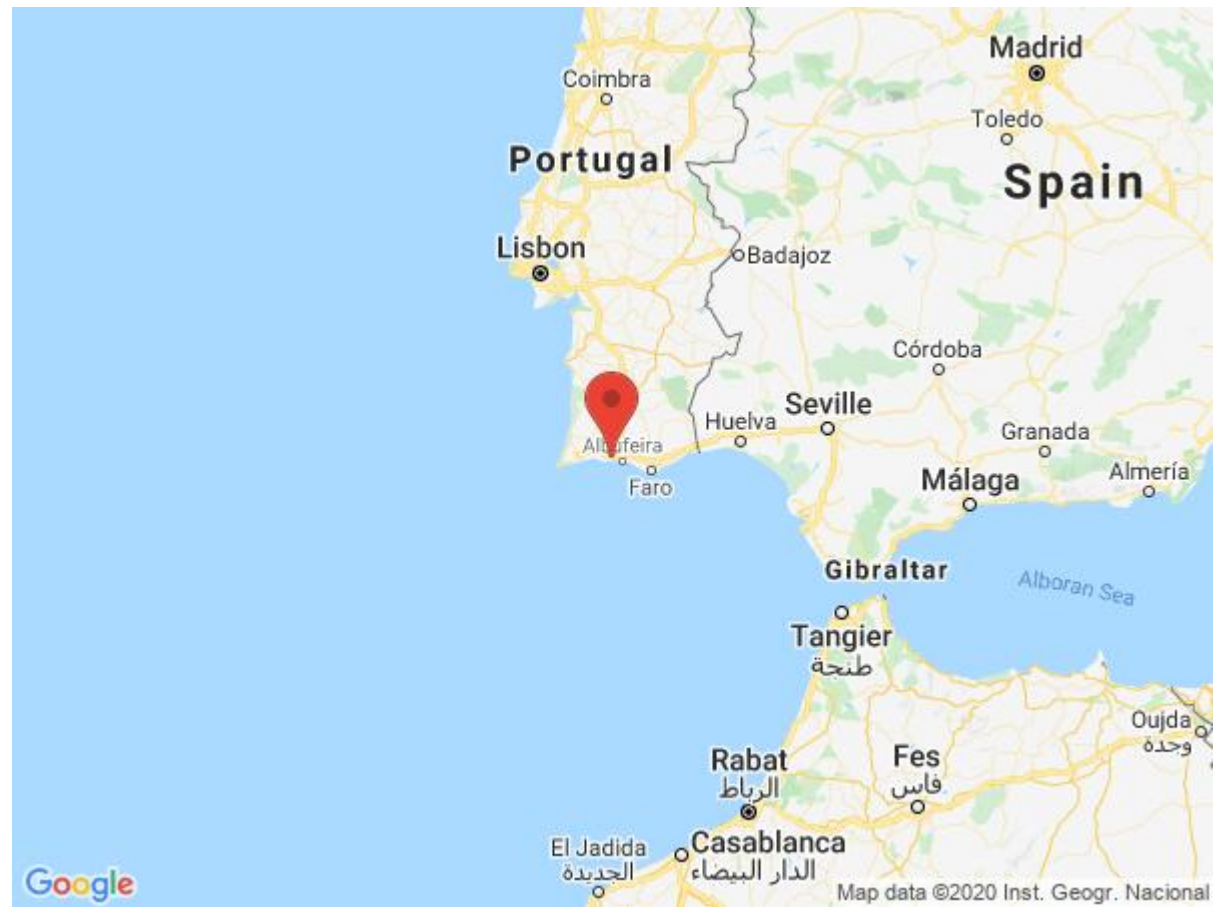 Madrid
Coimbra
Toledo
Portugal
Spain
Lisbon
Badajoz
Córdoba
Seville
Huelva
Granada
Albufeira
Almería
Málaga
Faro
Gibraltar
Alboran Sea
Tangier
طنجة
Oujda
وجدة
Rabat
الرباط
Fes
فاس
Casablanca
الدار البيضاء
El Jadida
الجديدة
Google
Map data ©2020 Inst. Geogr. Nacional